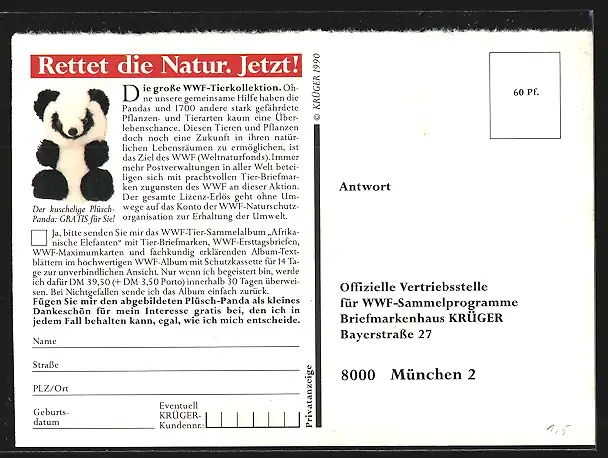 Rettet die Natur. Jetzt!
Die große WWF-Tierkollektion. Oh-
ne unsere gemeinsame Hilfe haben die
Pandas und 1700 andere stark gefährdete
Pflanzen- und Tierarten kaum eine Über-
lebenschance. Diesen Tieren und Pflanzen
doch noch eine Zukunft in ihren natür-
lichen Lebensräumen zu ermöglichen, ist
das Ziel des WWF (Weltnaturfonds). Immer
mehr Postverwaltungen in aller Welt betei-
ligen sich mit prachtvollen Tier-Briefmar-
ken zugunsten des WWF an dieser Aktion.
Der gesamte Lizenz-Erlös geht ohne Um-
wege auf das Konto der WWF-Naturschutz-
organisation zur Erhaltung der Umwelt.
Der kuschelige Plüsch-
Panda: GRATIS für Sie!
Ja, bitte senden Sie mir das WWF-Tier-Sammelalbum „Afrika-
nische Elefanten“ mit Tier-Briefmarken, WWF-Ersttagsbriefen,
WWF-Maximumkarten und fachkundig erklärenden Album-Text-
blättern im hochwertigen WWF-Album mit Schutzkassette für 14 Ta-
ge zur unverbindlichen Ansicht. Nur wenn ich begeistert bin, werde
ich dafür DM 39,50 (+ DM 3,50 Porto) innerhalb 30 Tagen überwei-
sen. Bei Nichtgefallen sende ich das Album einfach zurück.
Fügen Sie mir den abgebildeten Plüsch-Panda als kleines
Dankeschön für mein Interesse gratis bei, den ich in
jedem Fall behalten kann, egal, wie ich mich entscheide.
Name
Straße
PLZ/Ort
Geburts-
datum
Eventuell
KRÜGER-
Kundennr.:
© KRÜGER 1990
Privatanzeige
60 Pf.
Antwort
Offizielle Vertriebsstelle
für WWF-Sammelprogramme
Briefmarkenhaus KRÜGER
Bayerstraße 27
8000 München 2
1,5